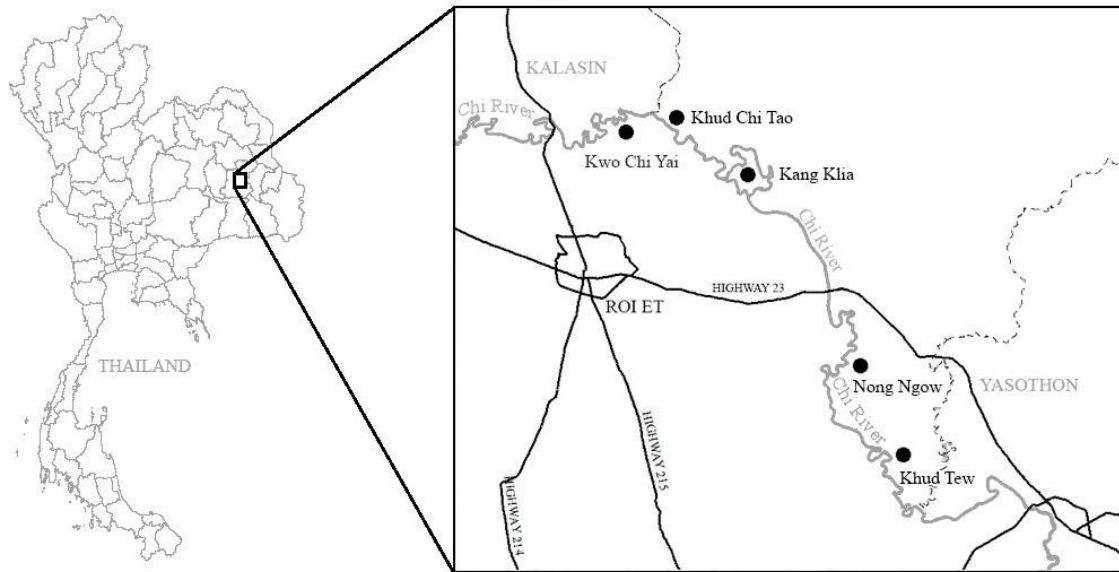 THAILAND
KALASIN
Chi River
Khud Chi Tao
Kwo Chi Yai
Kang Klia
Chi River
HIGHWAY 23
ROI ET
Nong Ngow
YASOTHON
Chi River
HIGHWAY 215
Khud Tew
HIGHWAY 214